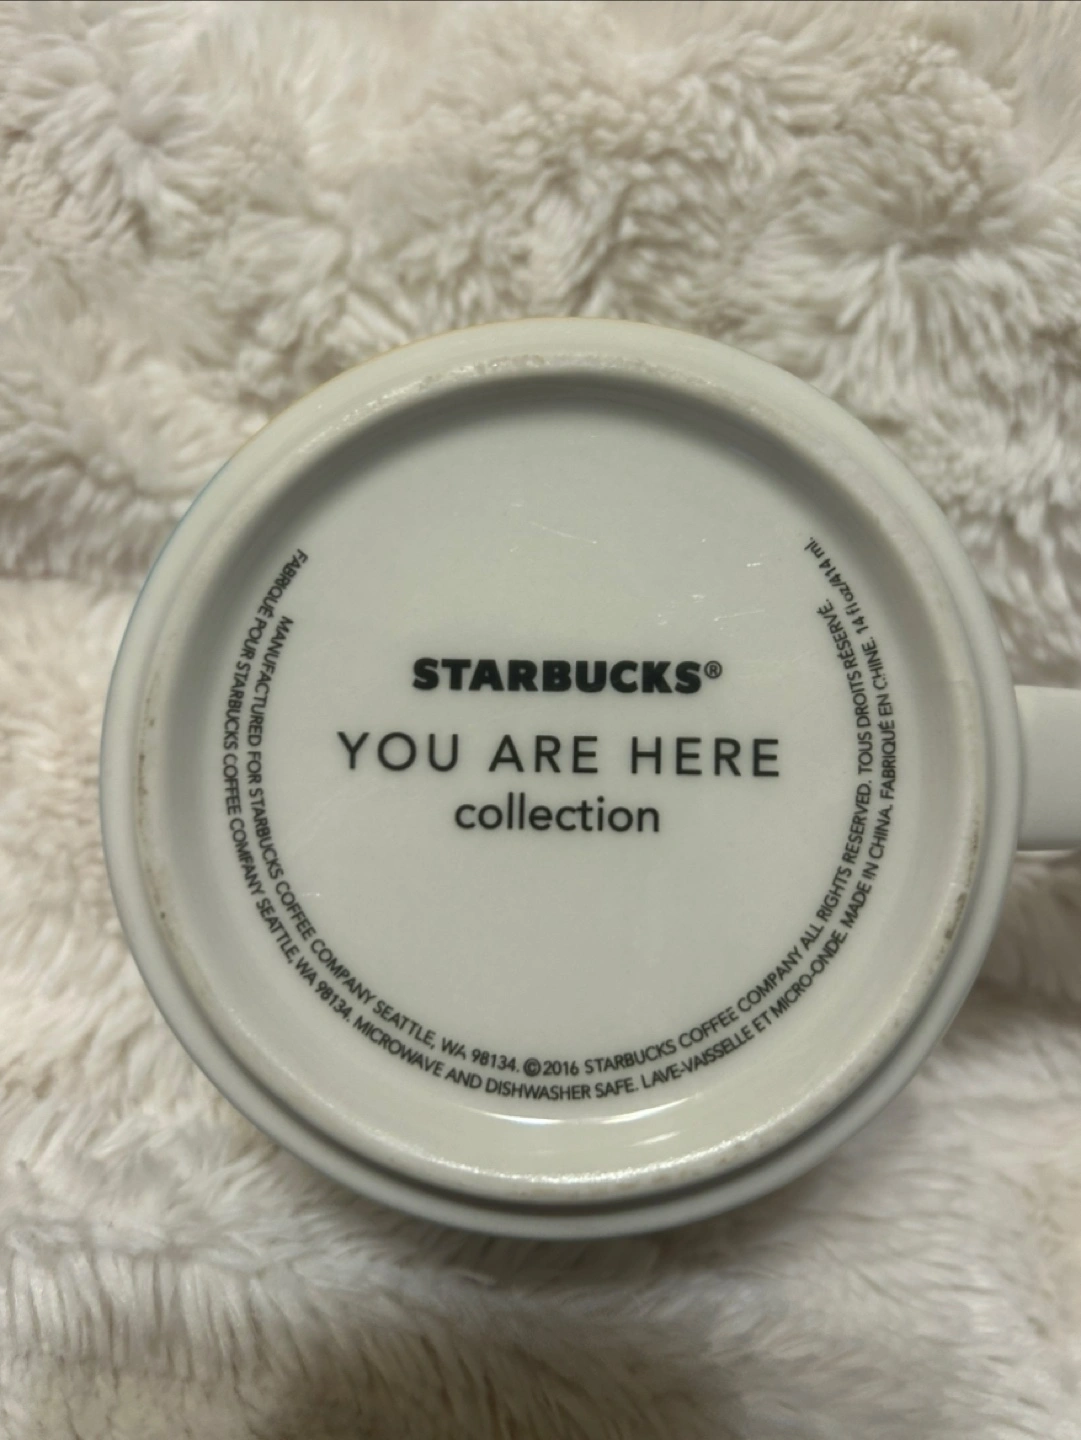 STARBUCKS®
YOU ARE HERE
collection
MANUFACTURED FOR STARBUCKS COFFEE COMPANY SEATTLE, WA 98134. ©2016 STARBUCKS COFFEE COMPANY ALL RIGHTS RESERVED. TOUS DROITS RÉSERVÉ.
FABRIQUÉ POUR STARBUCKS COFFEE COMPANY SEATTLE, WA 98134. MICROWAVE AND DISHWASHER SAFE. LAVE-VAISSELLE ET MICRO-ONDE. MADE IN CHINA. FABRIQUÉ EN CHINE. 14 fl oz/414 ml.